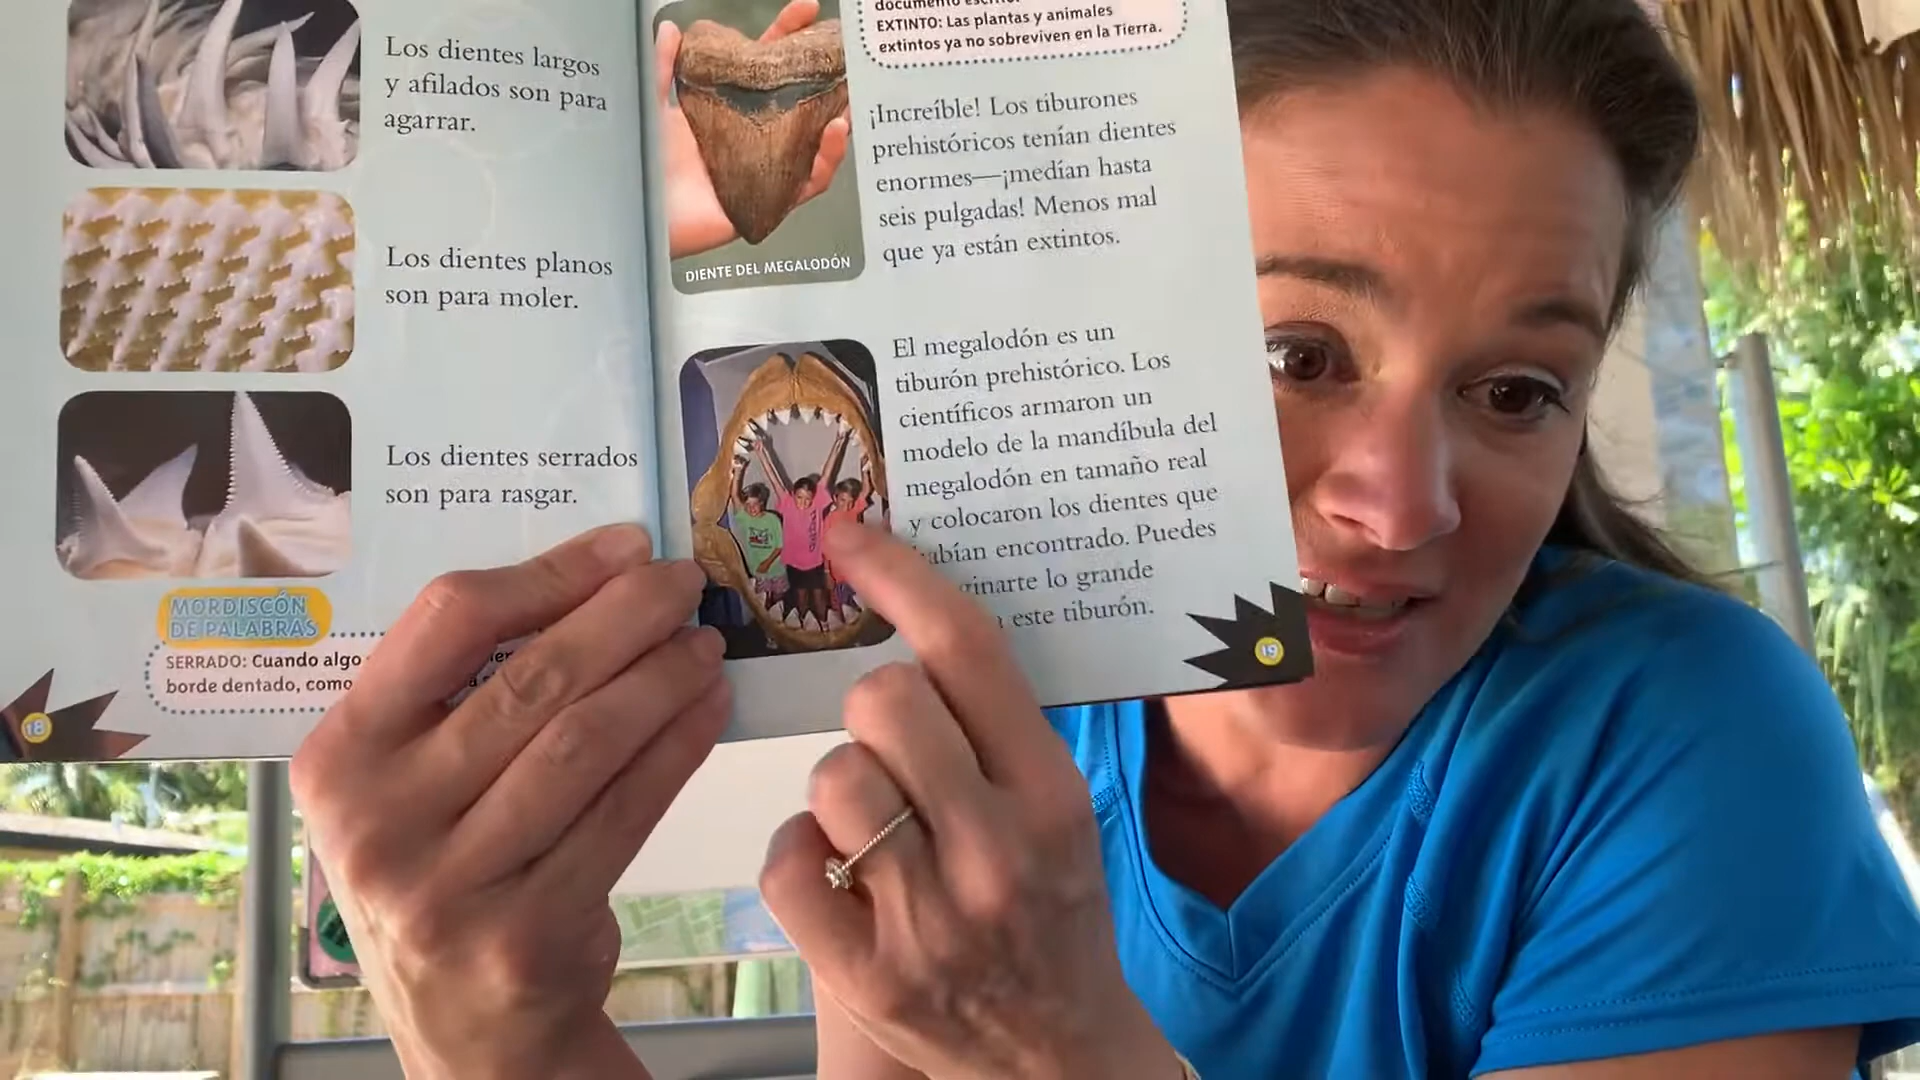 Los dientes largos
y afilados son para
agarrar.
Los dientes planos
son para moler.
Los dientes serrados
son para rasgar.
MORDISCÓN
DE PALABRAS
SERRADO: Cuando algo
borde dentado, como
18
EXTINTO: Las plantas y animales
extintos ya no sobreviven en la Tierra.
¡Increíble! Los tiburones
prehistóricos tenían dientes
enormes—¡medían hasta
seis pulgadas! Menos mal
que ya están extintos.
DIENTE DEL MEGALODÓN
El megalodón es un
tiburón prehistórico. Los
científicos armaron un
modelo de la mandíbula del
megalodón en tamaño real
y colocaron los dientes que
encontrado. Puedes
lo grande
este tiburón.
19